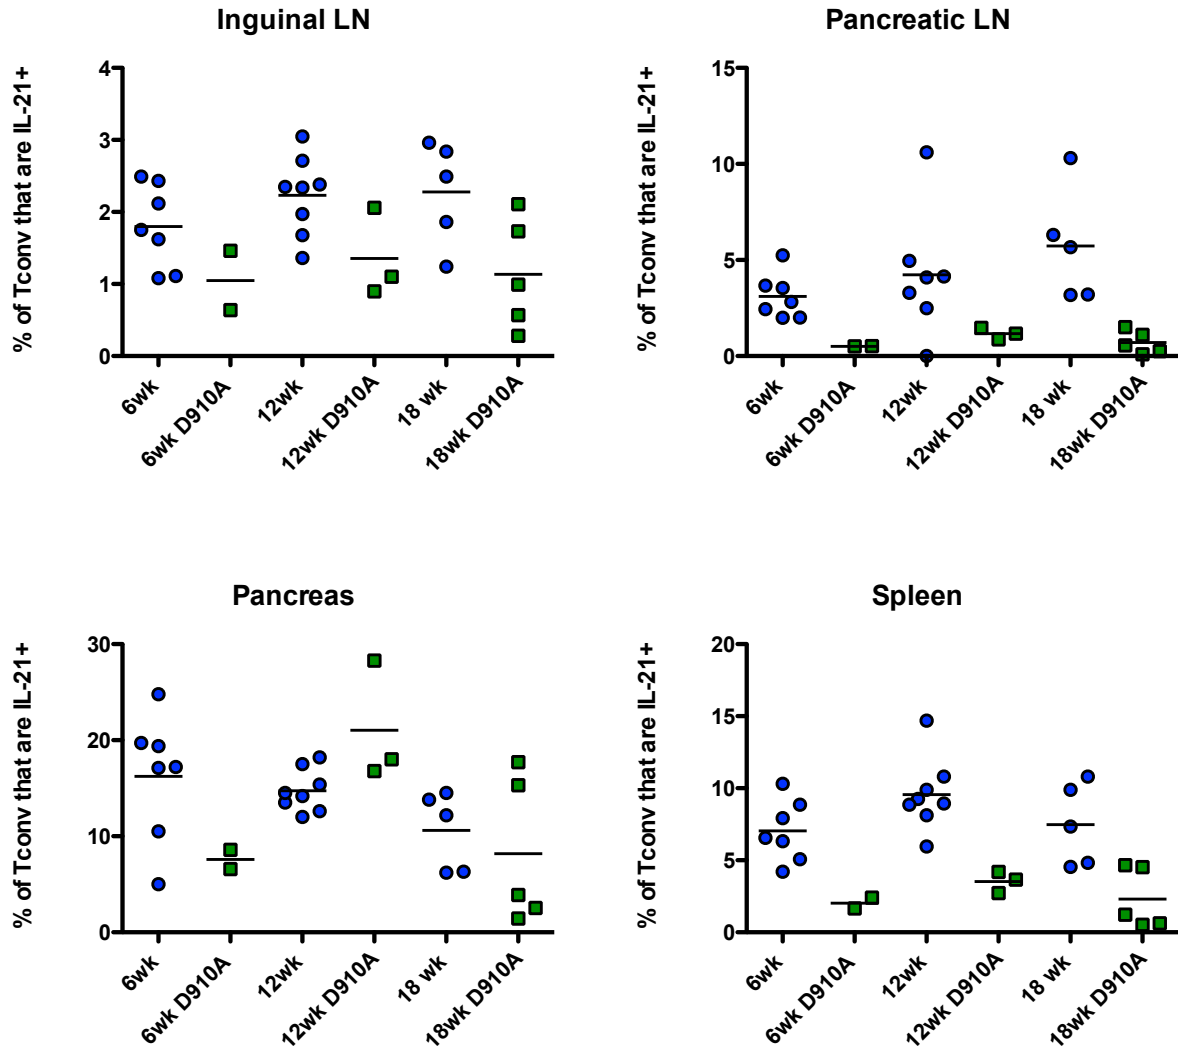 Inguinal LN
% of Tconv that are IL-21+
4
3
2
1
0
6wk
6wk D910A
12wk
12wk D910A
18 wk
18wk D910A
Pancreatic LN
% of Tconv that are IL-21+
15
10
5
0
6wk
6wk D910A
12wk
12wk D910A
18 wk
18wk D910A
Pancreas
% of Tconv that are IL-21+
30
20
10
0
6wk
6wk D910A
12wk
12wk D910A
18 wk
18wk D910A
Spleen
% of Tconv that are IL-21+
20
15
10
5
0
6wk
6wk D910A
12wk
12wk D910A
18 wk
18wk D910A